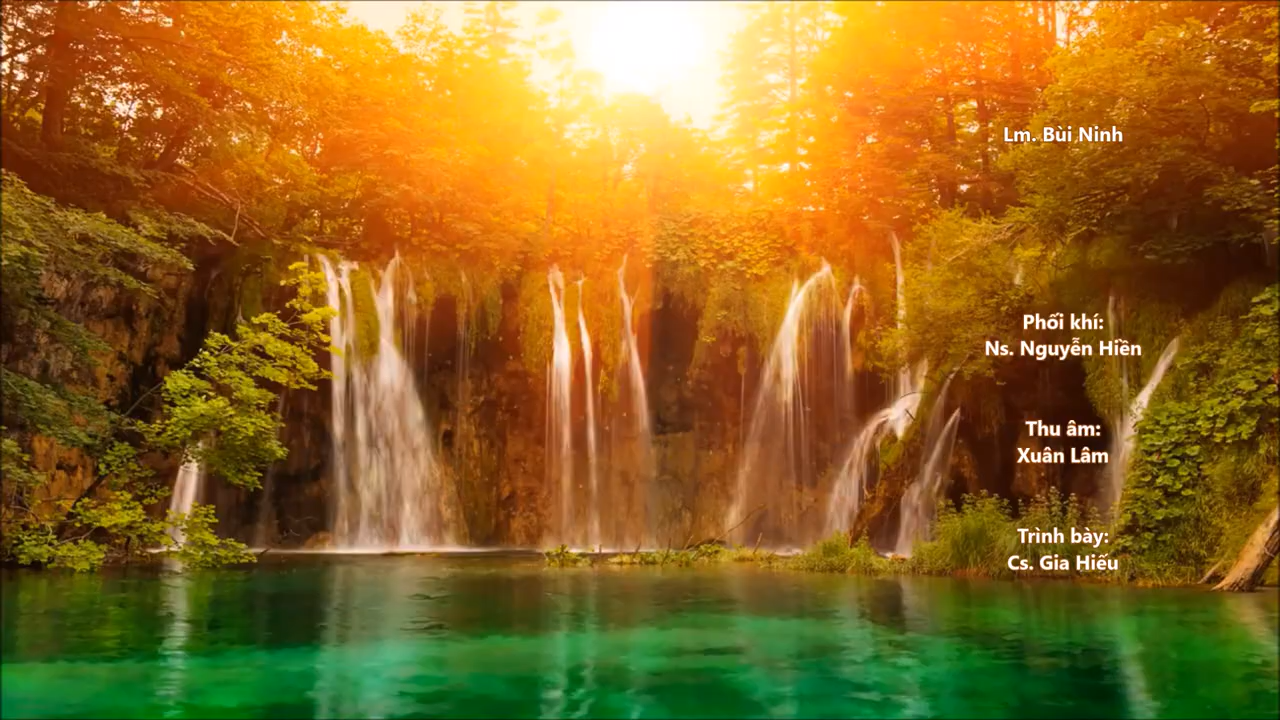 Lm. Bùi Ninh
Phối khí:
Ns. Nguyễn Hiền
Thu âm:
Xuân Lâm
Trình bày:
Cs. Gia Hiếu